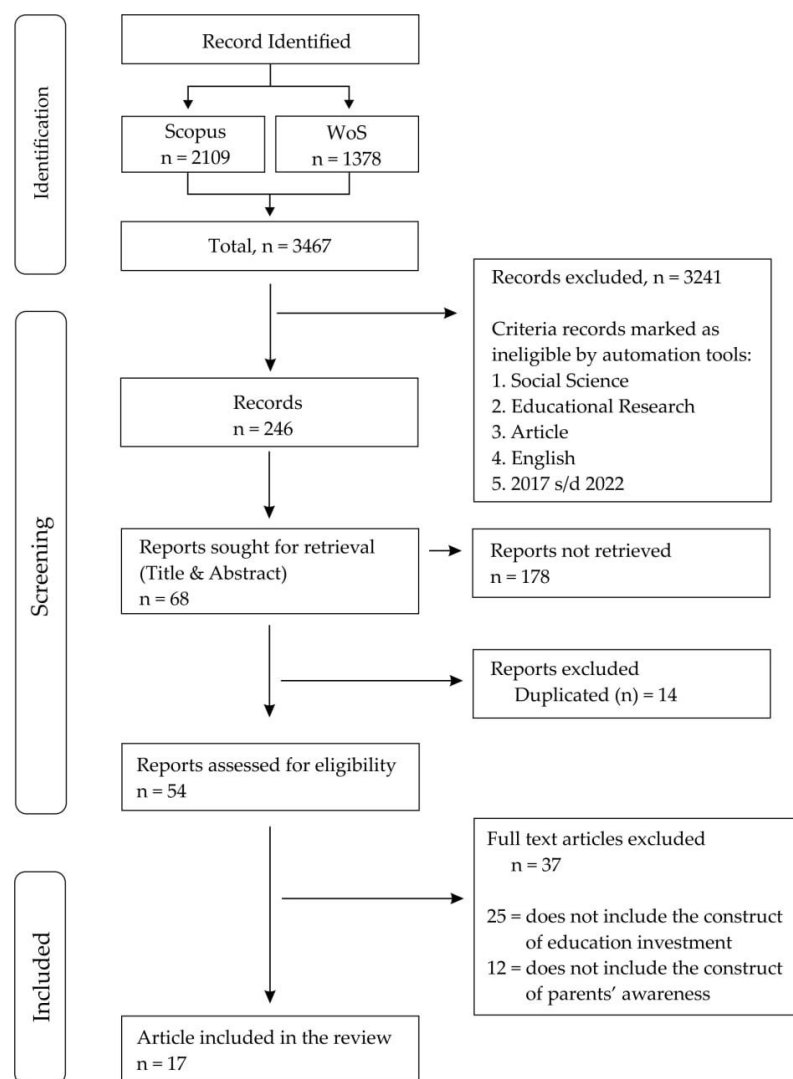 Identification
Record Identified
Scopus
n = 2109
WoS
n = 1378
Total, n = 3467
Records excluded, n = 3241
Criteria records marked as
ineligible by automation tools:
1. Social Science
2. Educational Research
3. Article
4. English
5. 2017 s/d 2022
Screening
Records
n = 246
Reports sought for retrieval
(Title & Abstract)
n = 68
Reports not retrieved
n = 178
Reports excluded
Duplicated (n) = 14
Reports assessed for eligibility
n = 54
Full text articles excluded
n = 37
25 = does not include the construct
of education investment
12 = does not include the construct
of parents’ awareness
Included
Article included in the review
n = 17